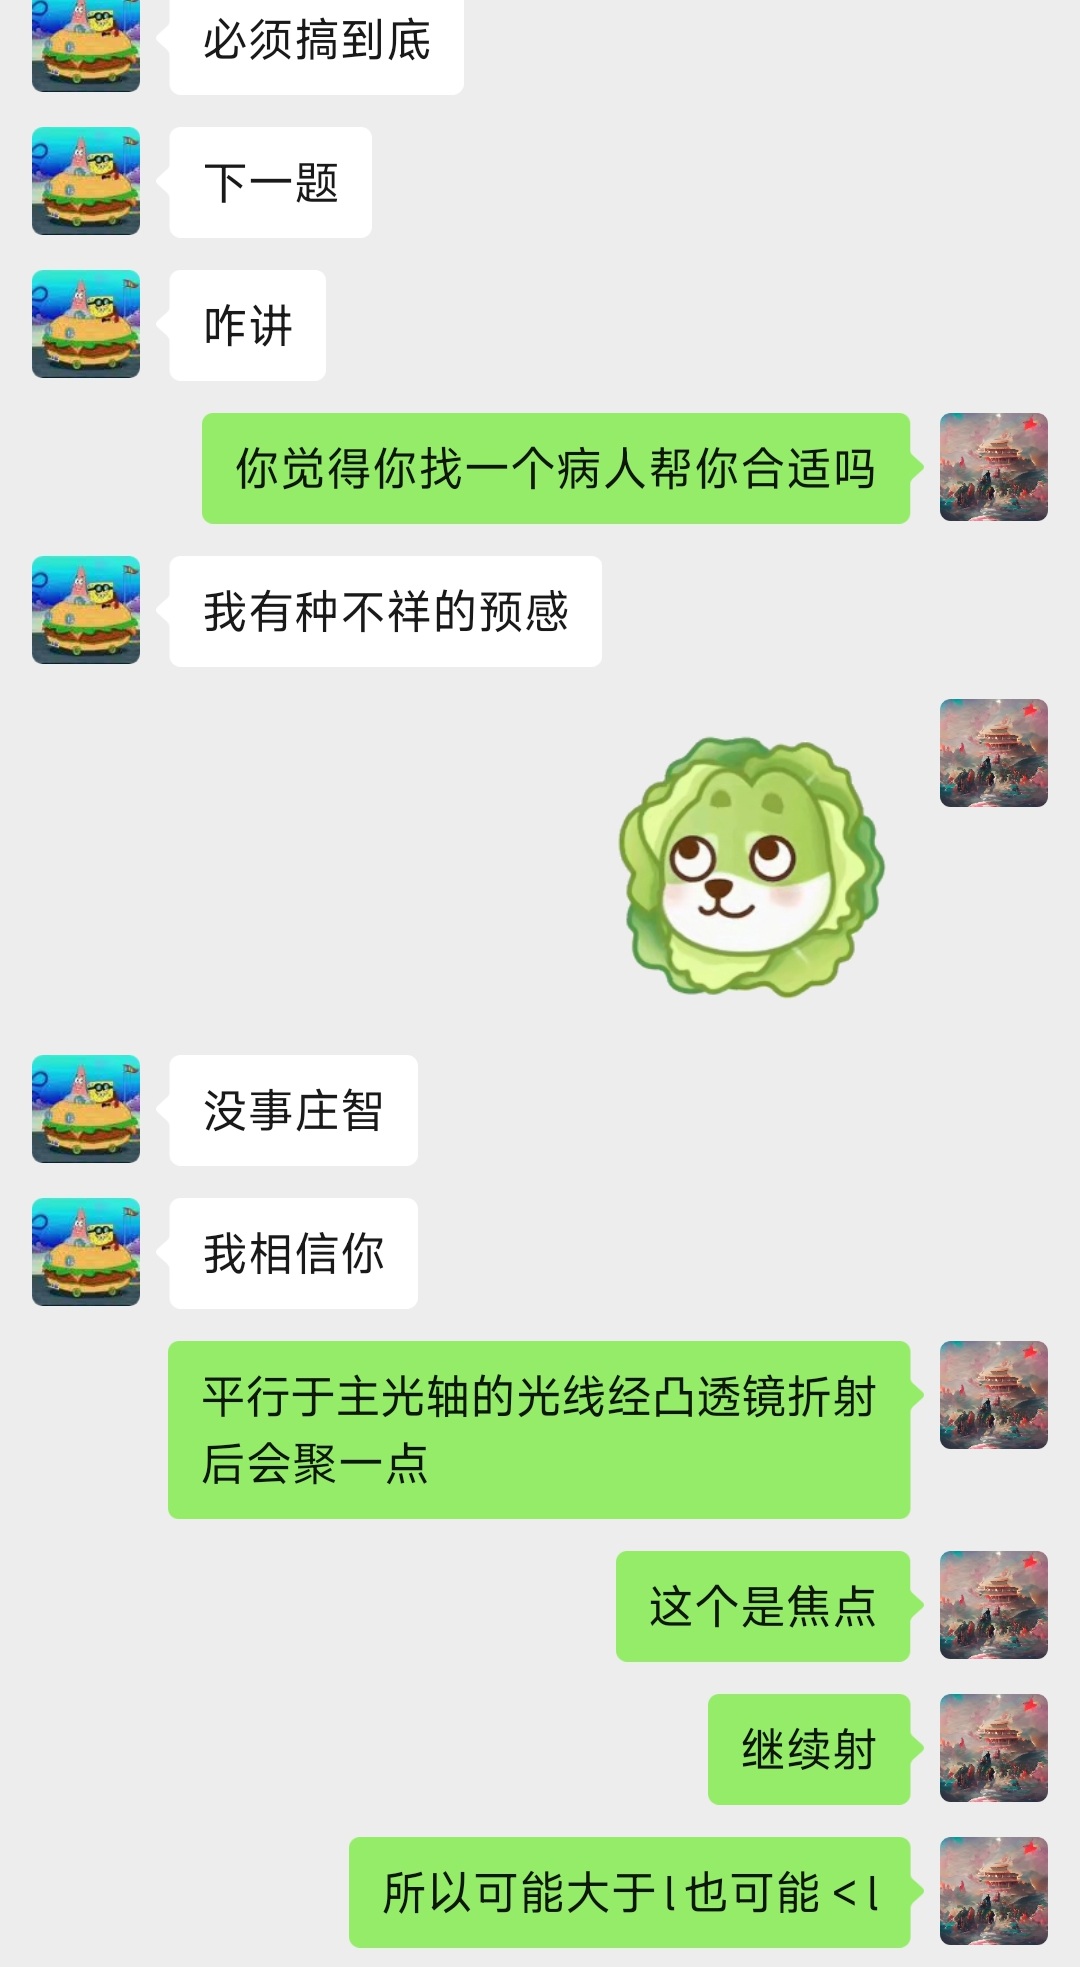 必须搞到底
下一题
咋讲
你觉得你找一个病人帮你合适吗
我有种不祥的预感
没事庄智
我相信你
平行于主光轴的光线经凸透镜折射
后会聚一点
这个是焦点
继续射
所以可能大于l也可能<l